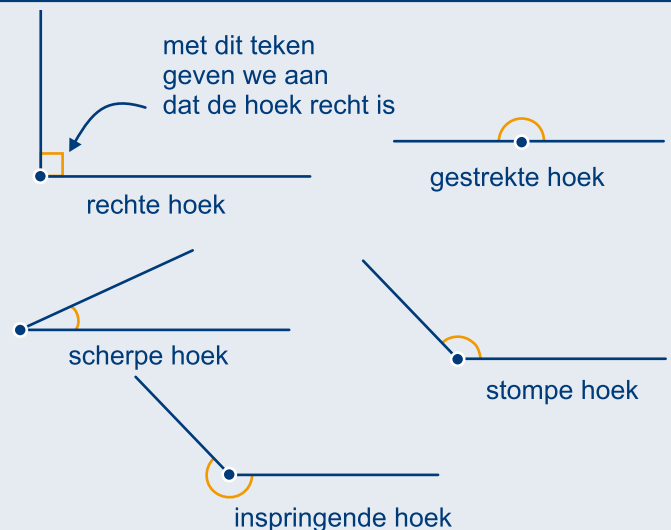 met dit teken
geven we aan
dat de hoek recht is
rechte hoek
gestrekte hoek
scherpe hoek
stompe hoek
inspringende hoek